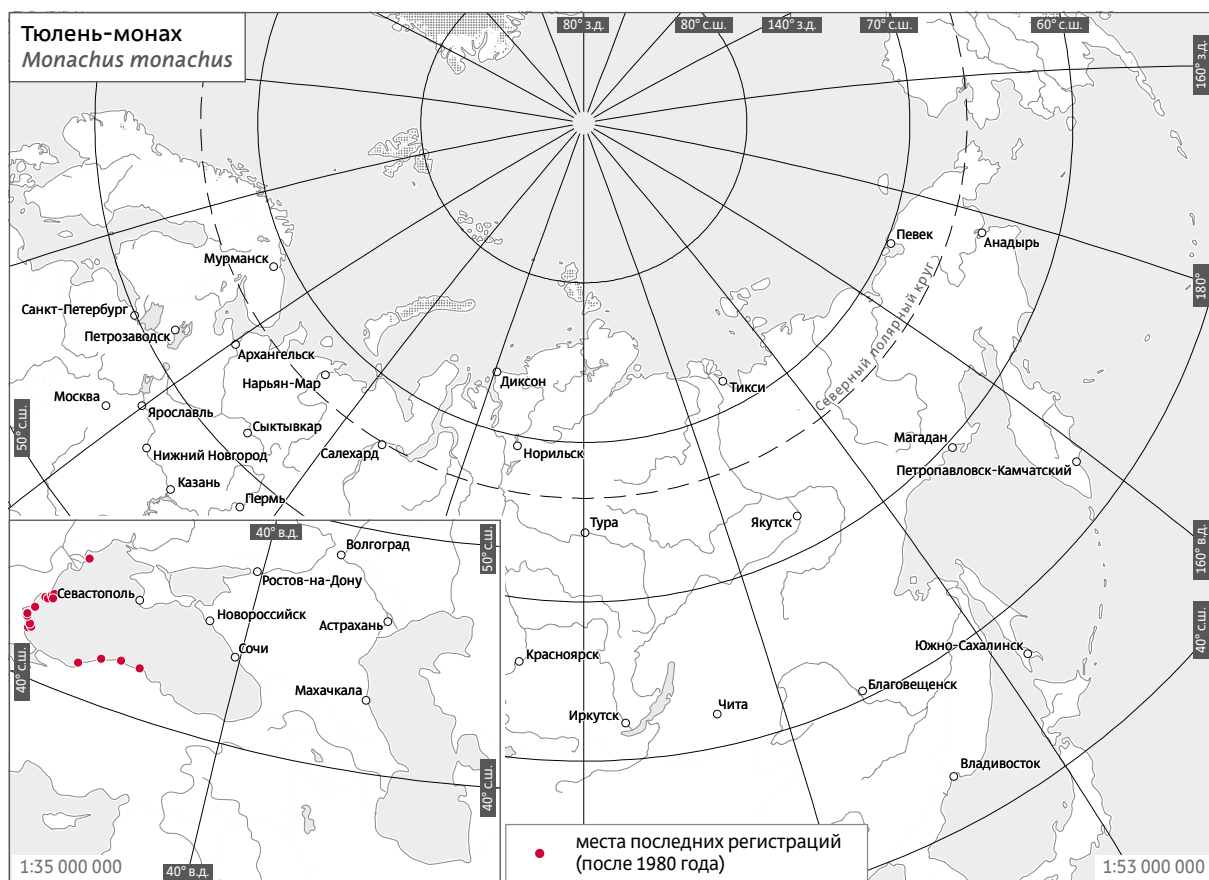 Тюлень-монах
Monachus monachus
80° з.д.
80° с.ш.
140° з.д.
70° с.ш.
60° с.ш.
160° з.д.
180°
160° в.д.
40° с.ш.
50° с.ш.
Певек
Анадырь
Северный полярный круг
Мурманск
Санкт-Петербург
Петрозаводск
Архангельск
Нарьян-Мар
Диксон
Тикси
Москва
Ярославль
Сыктывкар
Нижний Новгород
Салехард
Норильск
Магадан
Петропавловск-Камчатский
Казань
Пермь
Тура
Якутск
40° в.д.
50° с.ш.
Волгоград
Ростов-на-Дону
Севастополь
Новороссийск
Астрахань
Сочи
40° с.ш.
Махачкала
40° с.ш.
40° в.д.
1:35 000 000
Красноярск
Иркутск
Чита
Благовещенск
Южно-Сахалинск
Владивосток
места последних регистраций
(после 1980 года)
1:53 000 000